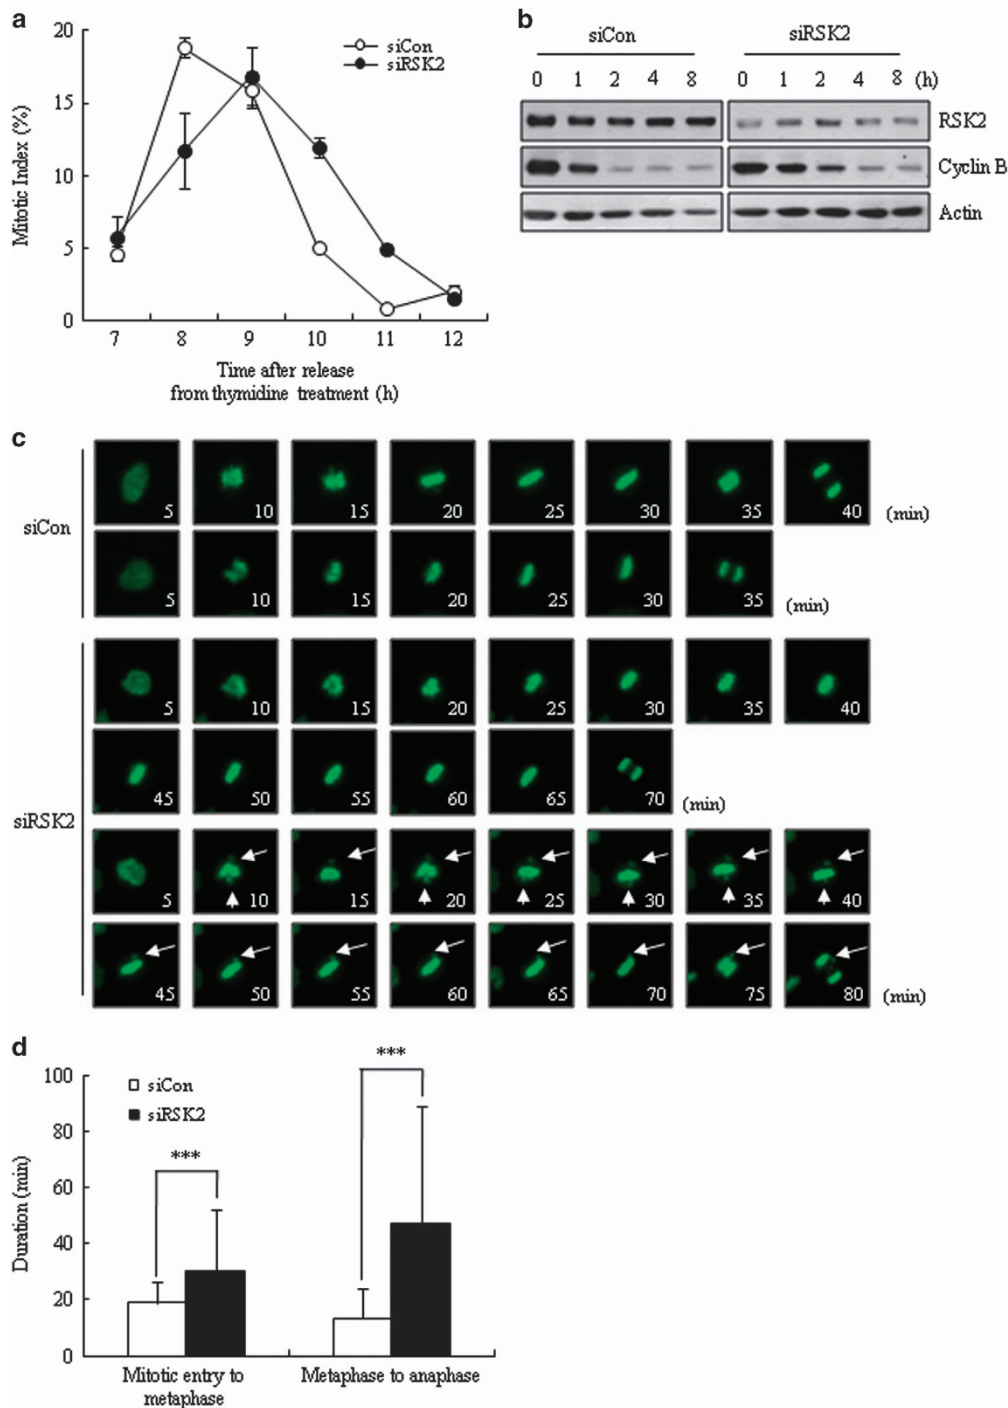 a
20
15
10
5
0
Mitotic Index (%)
siCon
siRSK2
7 8 9 10 11 12
Time after release
from thymidine treatment (h)
b
siCon siRSK2
0 1 2 4 8 0 1 2 4 8 (h)
RSK2
Cyclin B
Actin
c
siCon
5 10 15 20 25 30 35 40 (min)
5 10 15 20 25 30 35 (min)
siRSK2
5 10 15 20 25 30 35 40
45 50 55 60 65 70 (min)
5 10 15 20 25 30 35 40
45 50 55 60 65 70 75 80 (min)
d
100
80
60
40
20
0
Duration (min)
siCon
siRSK2
***
***
Mitotic entry to
metaphase
Metaphase to anaphase